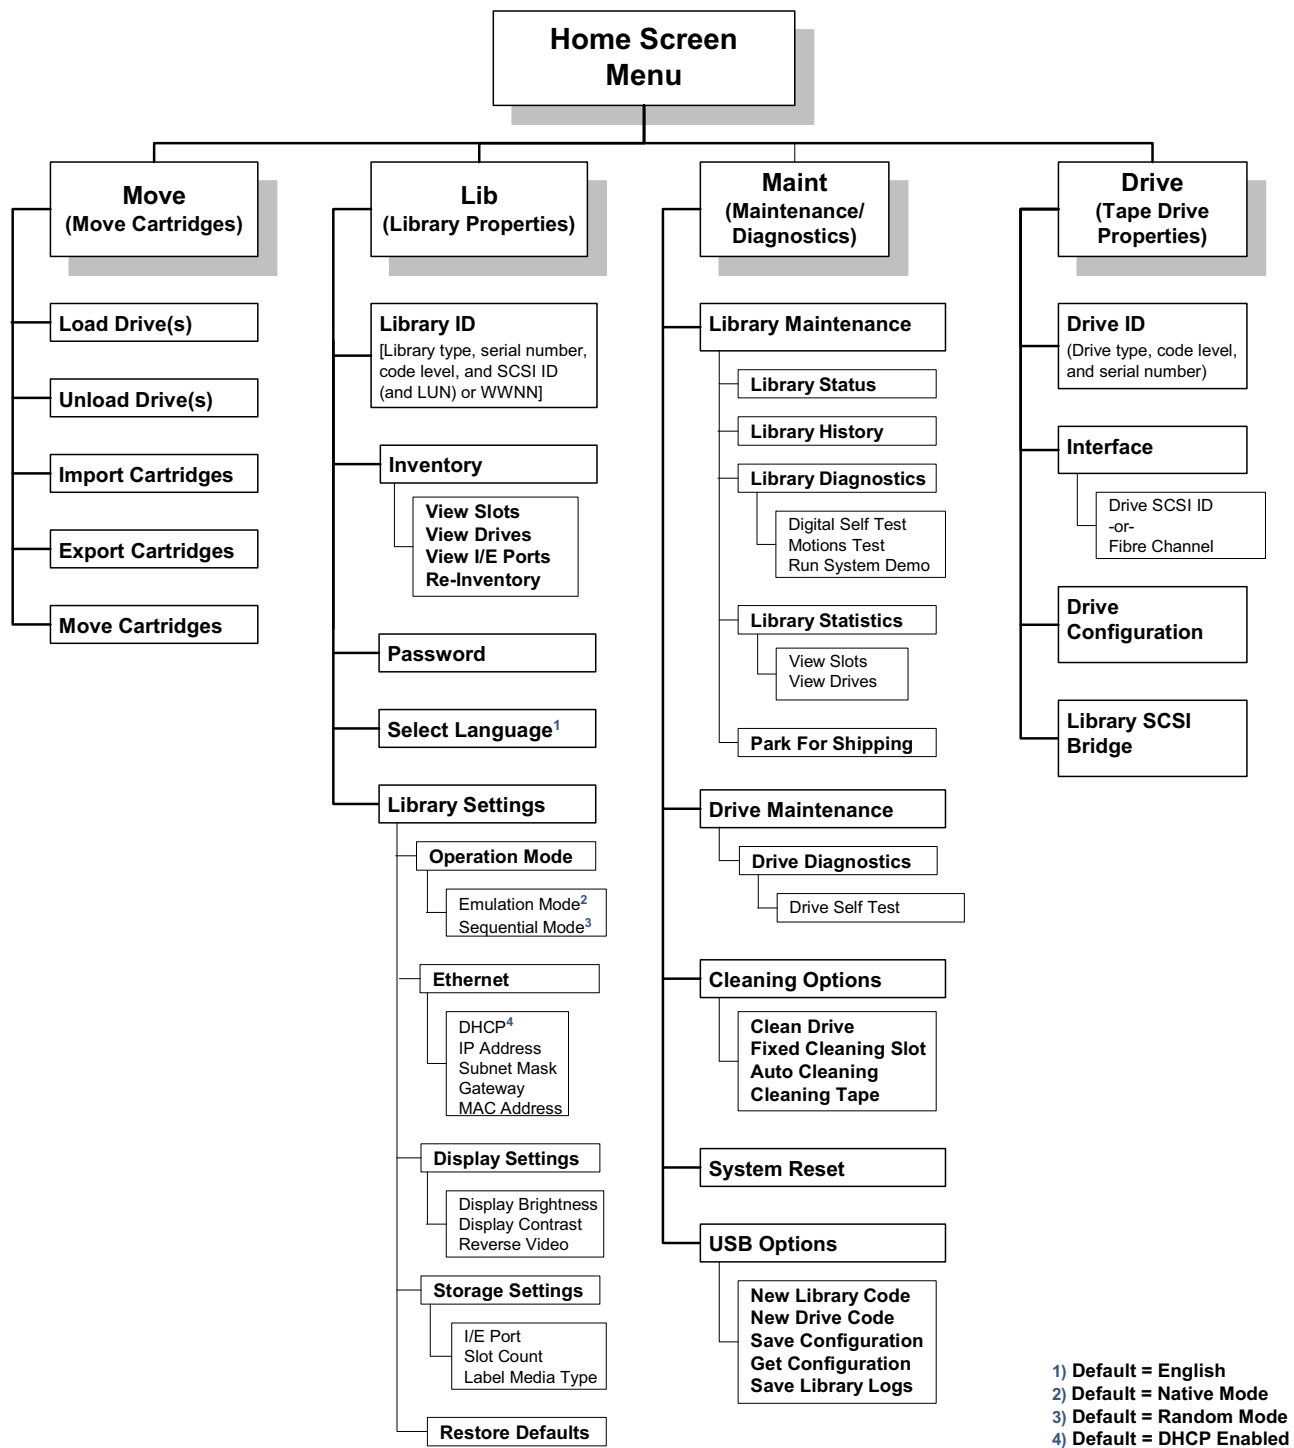 Home Screen
Menu
Move
(Move Cartridges)
Load Drive(s)
Unload Drive(s)
Import Cartridges
Export Cartridges
Move Cartridges
Lib
(Library Properties)
Library ID
[Library type, serial number,
code level, and SCSI ID
(and LUN) or WWNN]
Inventory
View Slots
View Drives
View I/E Ports
Re-Inventory
Password
Select Language1
Library Settings
Operation Mode
Emulation Mode2
Sequential Mode3
Ethernet
DHCP4
IP Address
Subnet Mask
Gateway
MAC Address
Display Settings
Display Brightness
Display Contrast
Reverse Video
Storage Settings
I/E Port
Slot Count
Label Media Type
Restore Defaults
Maint
(Maintenance/
Diagnostics)
Library Maintenance
Library Status
Library History
Library Diagnostics
Digital Self Test
Motions Test
Run System Demo
Library Statistics
View Slots
View Drives
Park For Shipping
Drive Maintenance
Drive Diagnostics
Drive Self Test
Cleaning Options
Clean Drive
Fixed Cleaning Slot
Auto Cleaning
Cleaning Tape
System Reset
USB Options
New Library Code
New Drive Code
Save Configuration
Get Configuration
Save Library Logs
Drive
(Tape Drive
Properties)
Drive ID
(Drive type, code level,
and serial number)
Interface
Drive SCSI ID
-or-
Fibre Channel
Drive
Configuration
Library SCSI
Bridge
1) Default = English
2) Default = Native Mode
3) Default = Random Mode
4) Default = DHCP Enabled